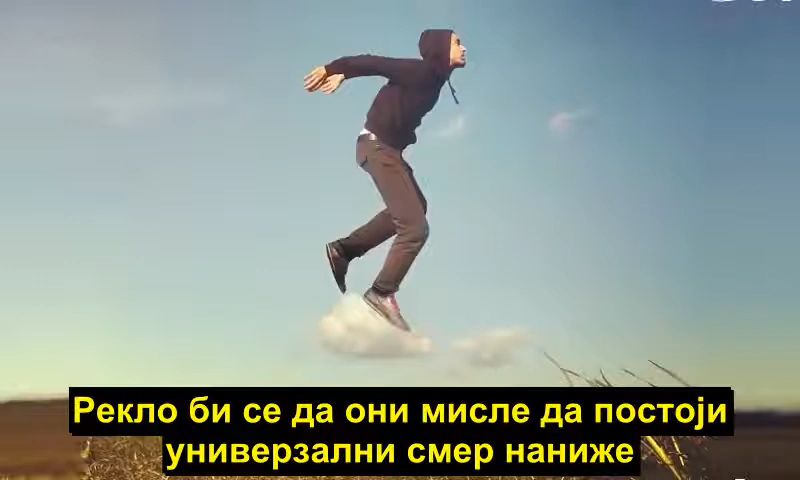 Рекло би се да они мисле да постоји
универзални смер наниже